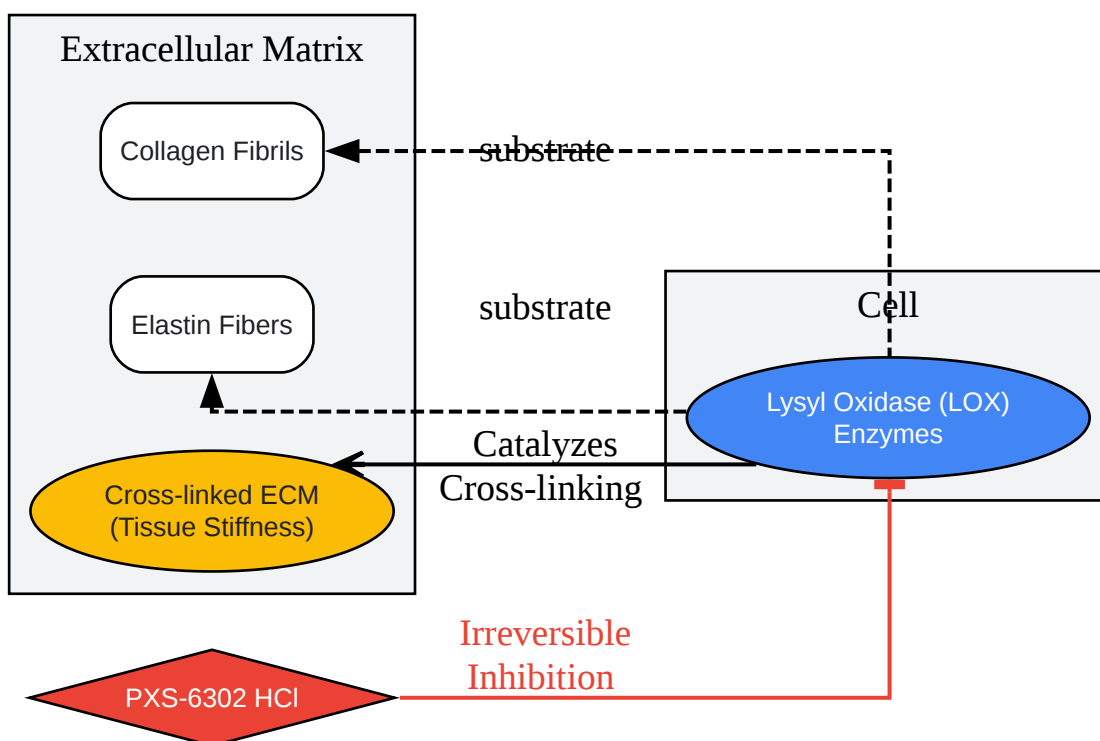 Extracellular Matrix
Collagen Fibrils
substrate
Elastin Fibers
substrate
Cell
Lysyl Oxidase (LOX)
Enzymes
Catalyzes
Cross-linking
Cross-linked ECM
(Tissue Stiffness)
Irreversible
Inhibition
PXS-6302 HCl